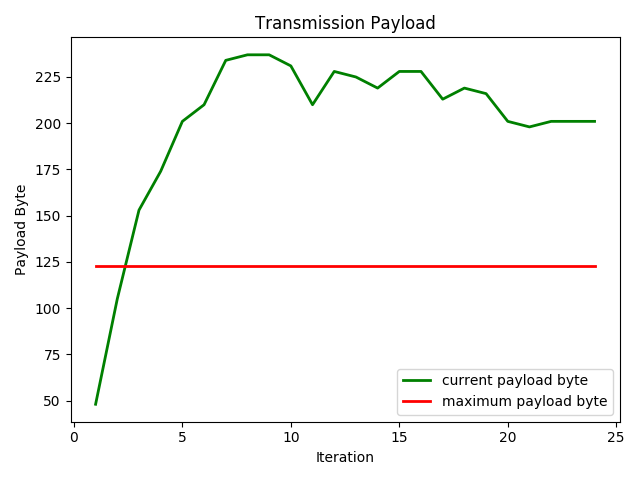 Transmission Payload
Payload Byte
225
200
175
150
125
100
75
50
0
5
10
15
20
25
Iteration
current payload byte
maximum payload byte